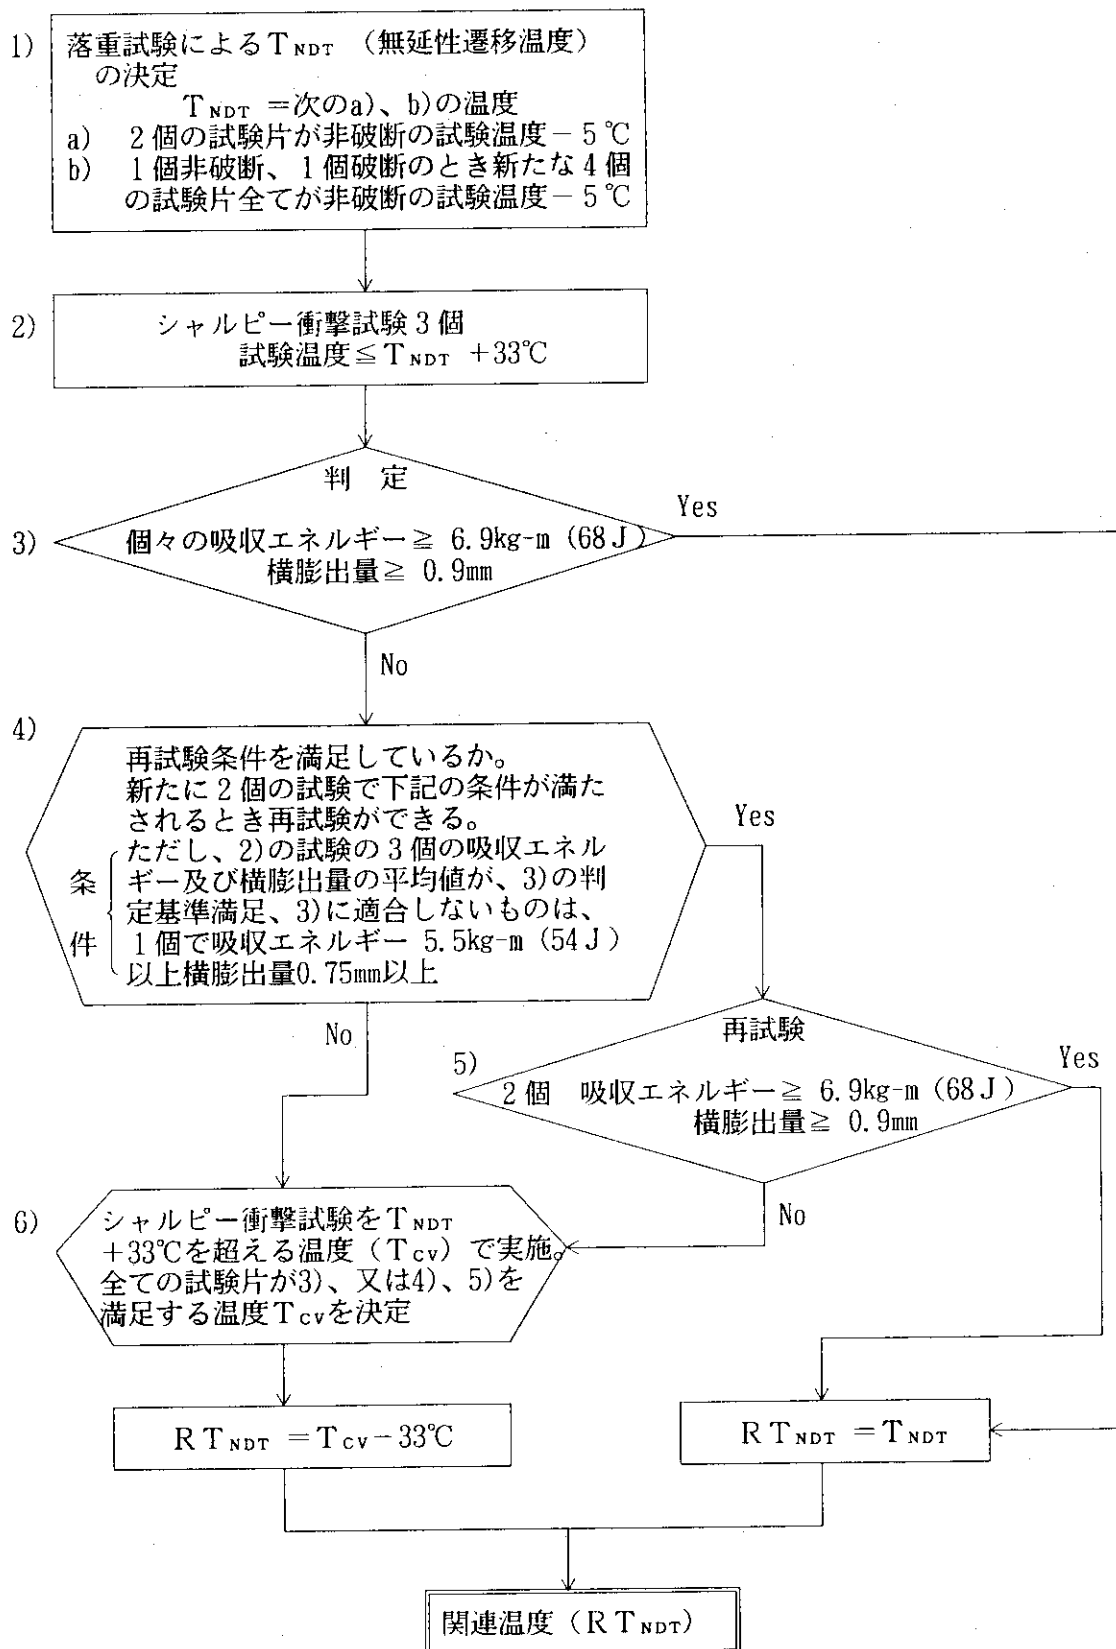 1)
落重試験によるTNDT （無延性遷移温度）
の決定
TNDT ＝次のa)、b)の温度
a) 2個の試験片が非破断の試験温度－5℃
b) 1個非破断、1個破断のとき新たな4個
の試験片全てが非破断の試験温度－5℃
2)
シャルピー衝撃試験3個
試験温度≦TNDT +33℃
判 定
Yes
3)
個々の吸収エネルギー≧ 6.9kg-m (68J)
横膨出量≧ 0.9mm
No
4)
再試験条件を満足しているか。
新たに2個の試験で下記の条件が満た
されるとき再試験ができる。
Yes
条件
ただし、2)の試験の3個の吸収エネル
ギー及び横膨出量の平均値が、3)の判
定基準満足、3)に適合しないものは、
1個で吸収エネルギー 5.5kg-m (54J)
以上横膨出量0.75mm以上
No
再試験
5)
Yes
2個 吸収エネルギー≧ 6.9kg-m (68J)
横膨出量≧ 0.9mm
No
6)
シャルピー衝撃試験をTNDT
+33℃を超える温度（Tcv）で実施。
全ての試験片が3)、又は4)、5)を
満足する温度Tcvを決定
RTNDT ＝Tcv－33℃
RTNDT ＝TNDT
関連温度（RTNDT）